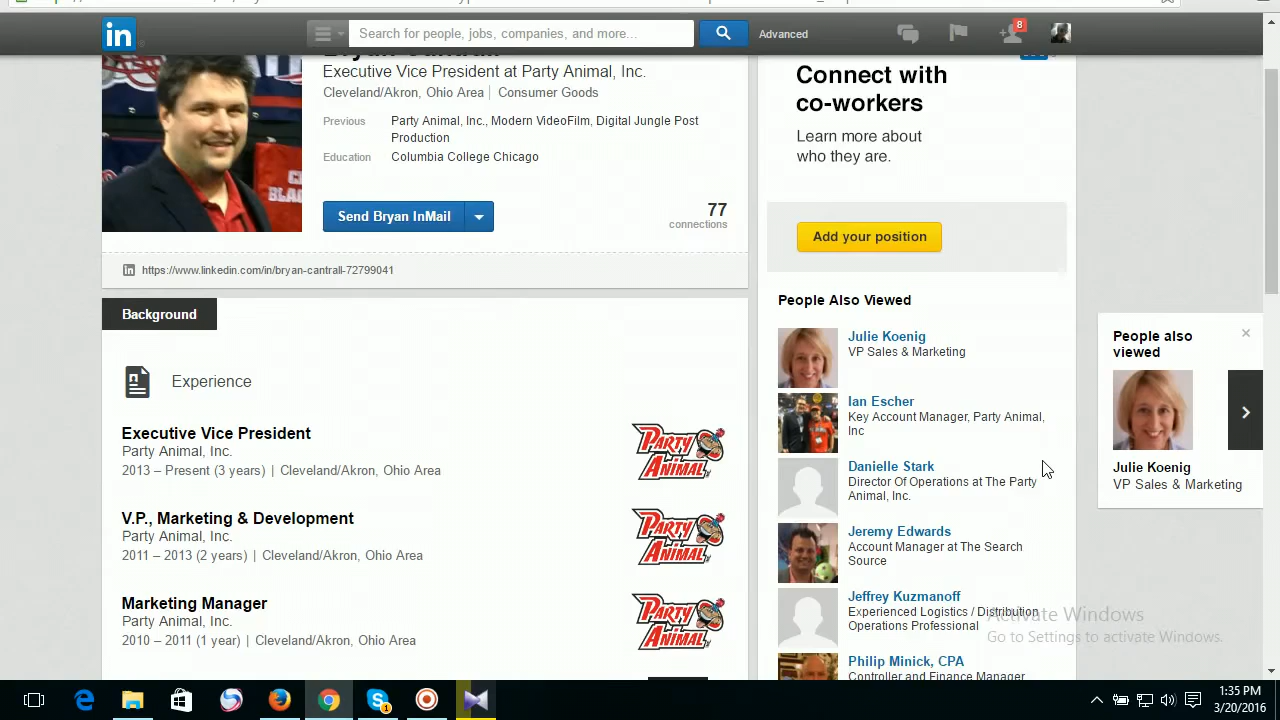 in
Search for people, jobs, companies, and more...
Advanced
8
Executive Vice President at Party Animal, Inc.
Cleveland/Akron, Ohio Area | Consumer Goods
Previous Party Animal, Inc., Modern VideoFilm, Digital Jungle Post
Production
Education Columbia College Chicago
Send Bryan InMail
77
connections
https://www.linkedin.com/in/bryan-cantrall-72799041
Background
Experience
Executive Vice President
Party Animal, Inc.
2013 – Present (3 years) | Cleveland/Akron, Ohio Area
PARTY
ANIMAL
V.P., Marketing & Development
Party Animal, Inc.
2011 – 2013 (2 years) | Cleveland/Akron, Ohio Area
PARTY
ANIMAL
Marketing Manager
Party Animal, Inc.
2010 – 2011 (1 year) | Cleveland/Akron, Ohio Area
PARTY
ANIMAL
Connect with
co-workers
Learn more about
who they are.
Add your position
People Also Viewed
Julie Koenig
VP Sales & Marketing
Ian Escher
Key Account Manager, Party Animal,
Inc
Danielle Stark
Director Of Operations at The Party
Animal, Inc.
Jeremy Edwards
Account Manager at The Search
Source
Jeffrey Kuzmanoff
Experienced Logistics / Distribution
Operations Professional
Philip Minick, CPA
Controller and Finance Manager
People also
viewed
×
Julie Koenig
VP Sales & Marketing
Activate Windows
Go to Settings to activate Windows.
1
1:35 PM
3/20/2016